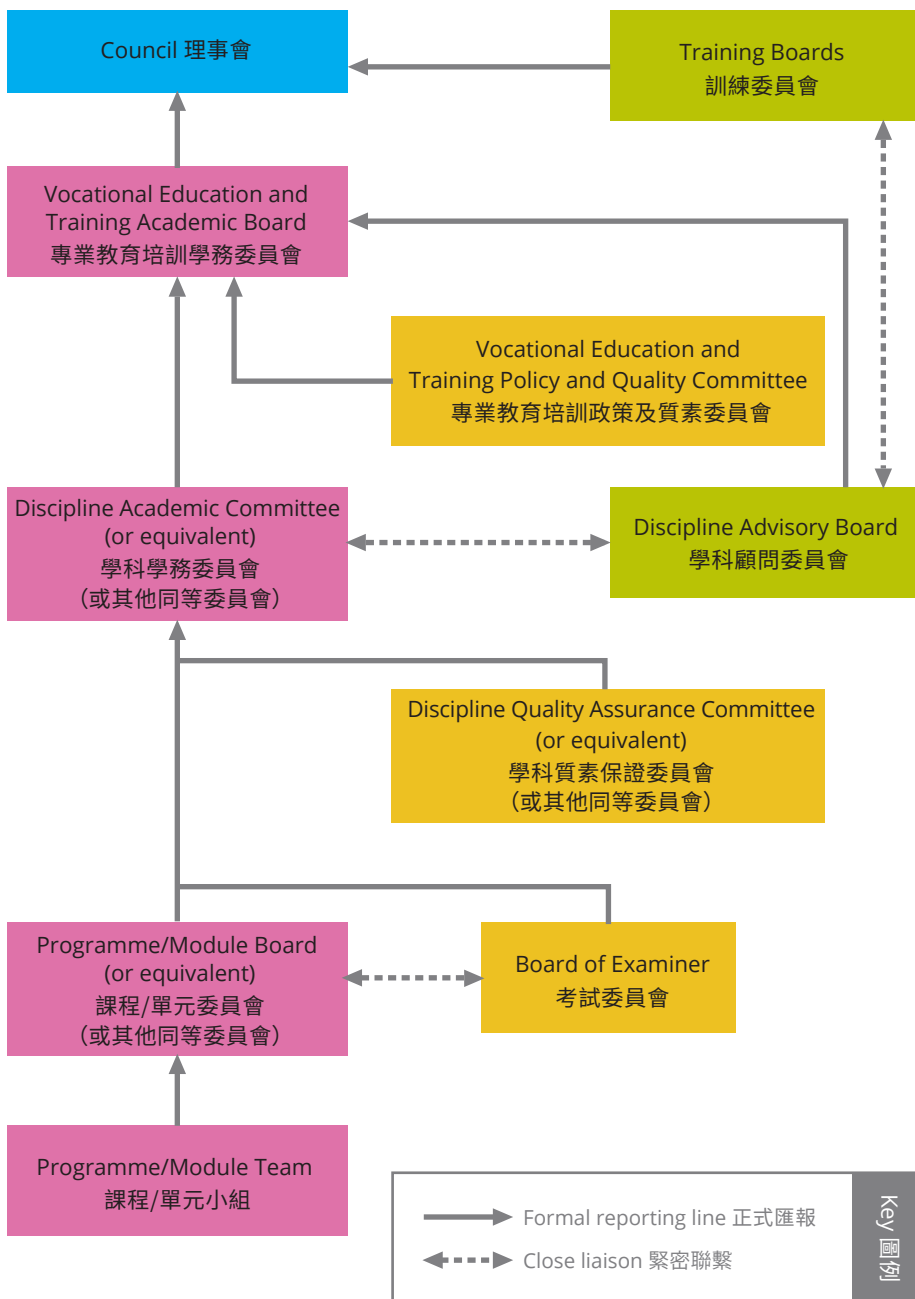 Council 理事會
Training Boards
訓練委員會
Vocational Education and
Training Academic Board
專業教育培訓學務委員會
Vocational Education and
Training Policy and Quality Committee
專業教育培訓政策及質素委員會
Discipline Academic Committee
(or equivalent)
學科學務委員會
（或其他同等委員會）
Discipline Advisory Board
學科顧問委員會
Discipline Quality Assurance Committee
(or equivalent)
學科質素保證委員會
（或其他同等委員會）
Programme/Module Board
(or equivalent)
課程/單元委員會
（或其他同等委員會）
Board of Examiner
考試委員會
Programme/Module Team
課程/單元小組
Formal reporting line 正式匯報
Close liaison 緊密聯繫
Key 圖例